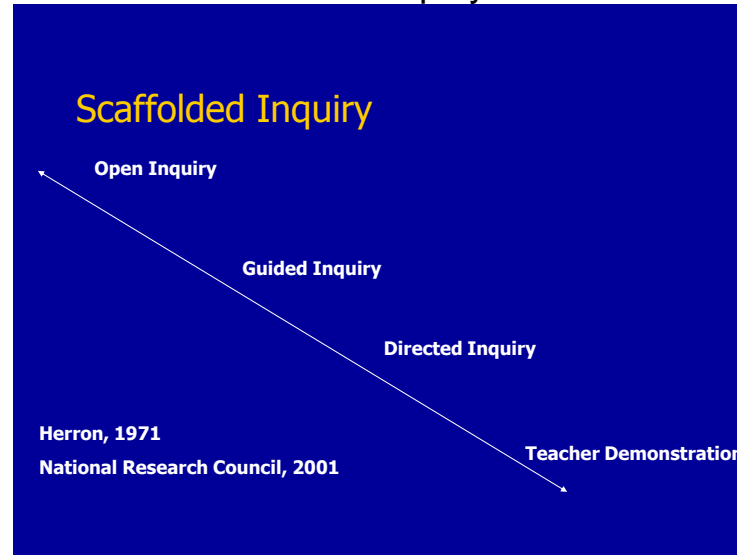 Scaffolded Inquiry
Open Inquiry
Guided Inquiry
Directed Inquiry
Herron, 1971
Teacher Demonstration
National Research Council, 2001